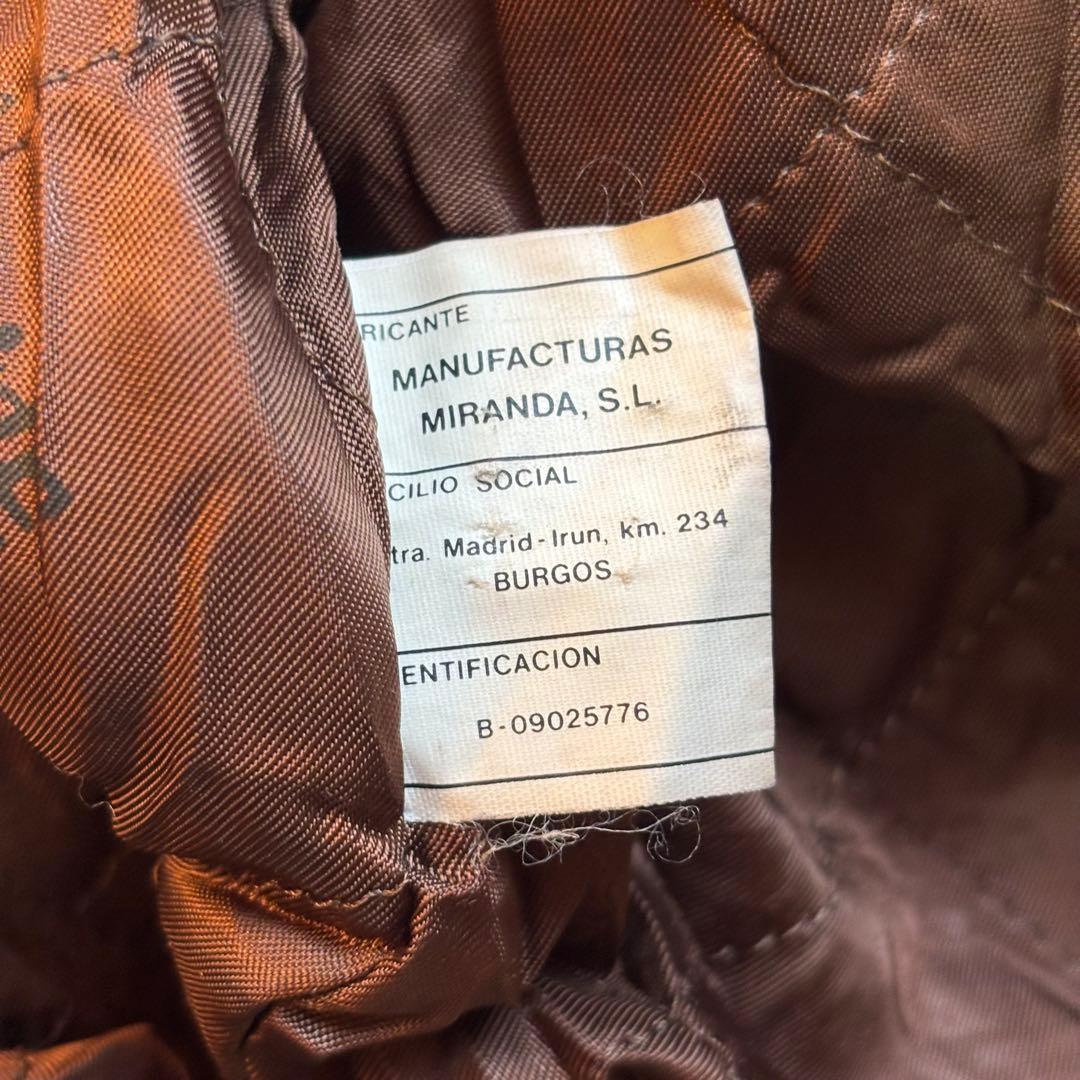 RICANTE
MANUFACTURAS
MIRANDA, S.L.
CILIO SOCIAL
tra. Madrid-Irun, km. 234
BURGOS
ENTIFICACION
B-09025776